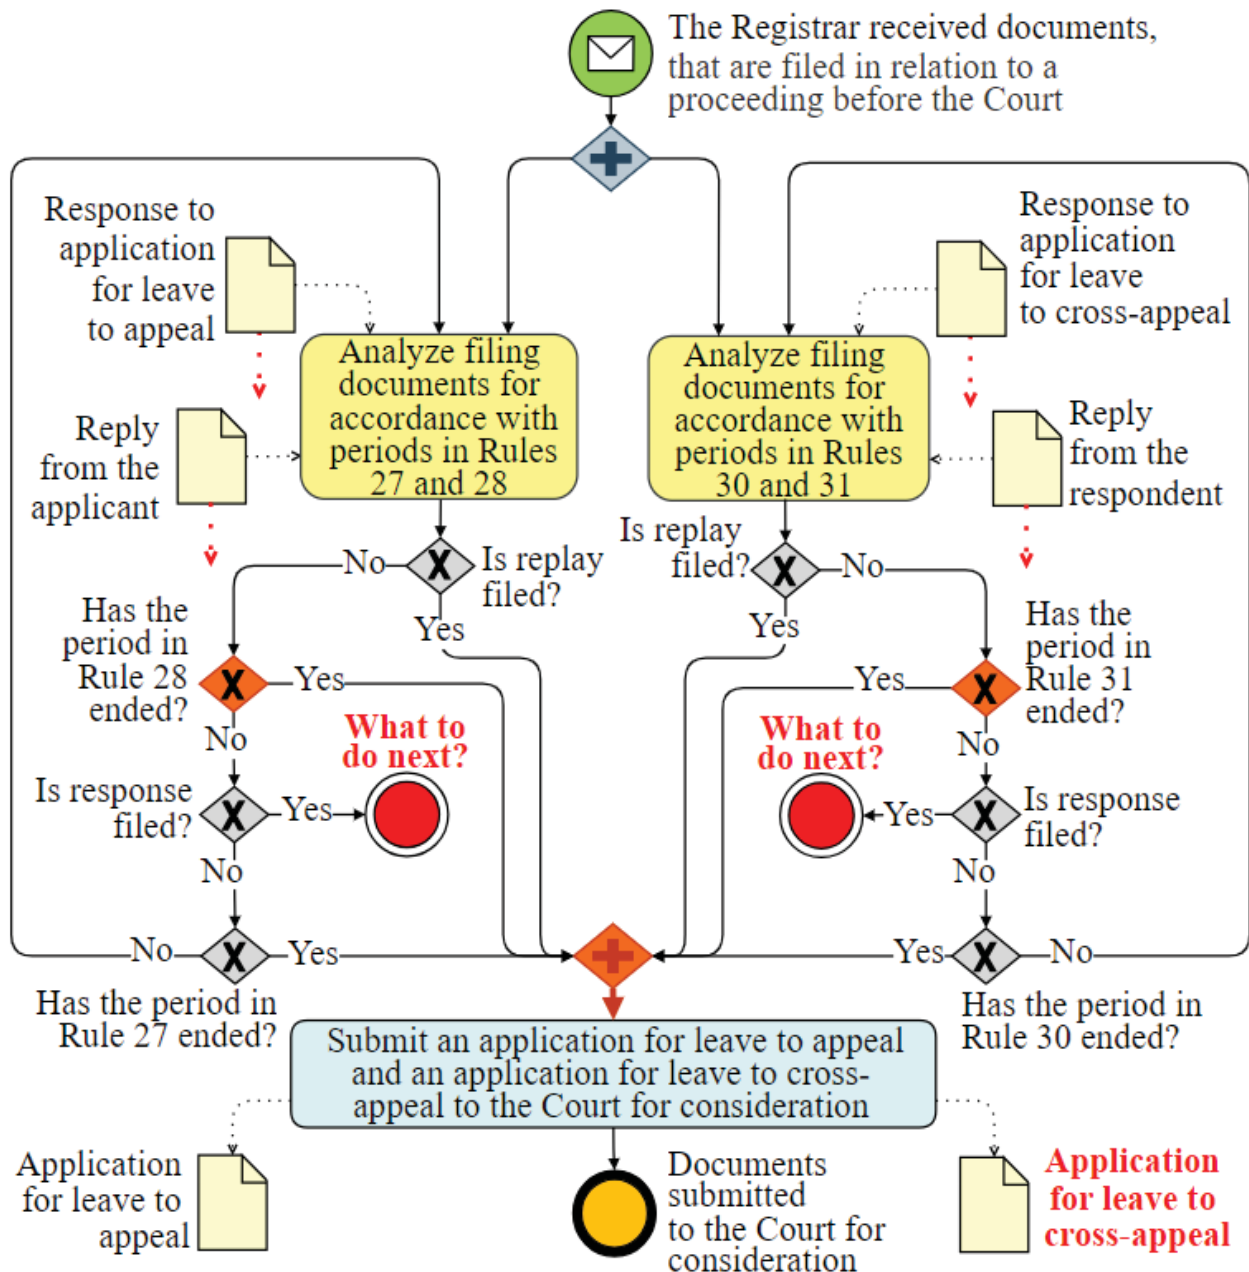 The Registrar received documents,
that are filed in relation to a
proceeding before the Court
Response to
application
for leave
to appeal
Response to
application
for leave
to cross-appeal
Analyze filing
documents for
accordance with
periods in Rules
27 and 28
Analyze filing
documents for
accordance with
periods in Rules
30 and 31
Reply
from the
applicant
Reply
from the
respondent
Is replay
filed?
No
Yes
Is replay
filed?
No
Yes
Has the
period in
Rule 28
ended?
Yes
No
Has the
period in
Rule 31
ended?
Yes
No
What to
do next?
What to
do next?
Is response
filed?
Yes
No
Is response
filed?
Yes
No
No
Yes
Has the period in
Rule 27 ended?
Yes
No
Has the period in
Rule 30 ended?
Submit an application for leave to appeal
and an application for leave to cross-
appeal to the Court for consideration
Application
for leave to
appeal
Documents
submitted
to the Court for
consideration
Application
for leave to
cross-appeal